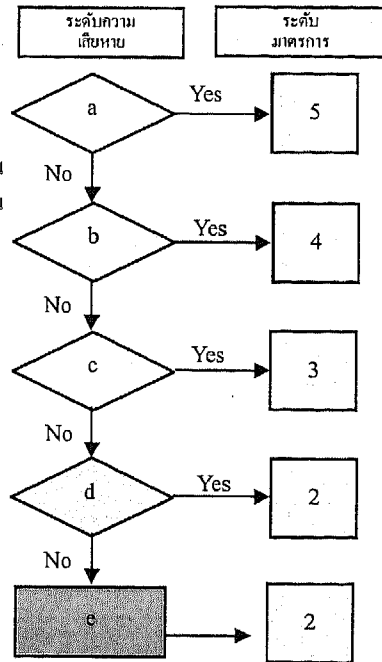 ระดับความ
เสียหาย
ระดับ
มาตรการ
a
Yes
5
No
b
Yes
4
No
c
Yes
3
No
d
Yes
2
No
e
2